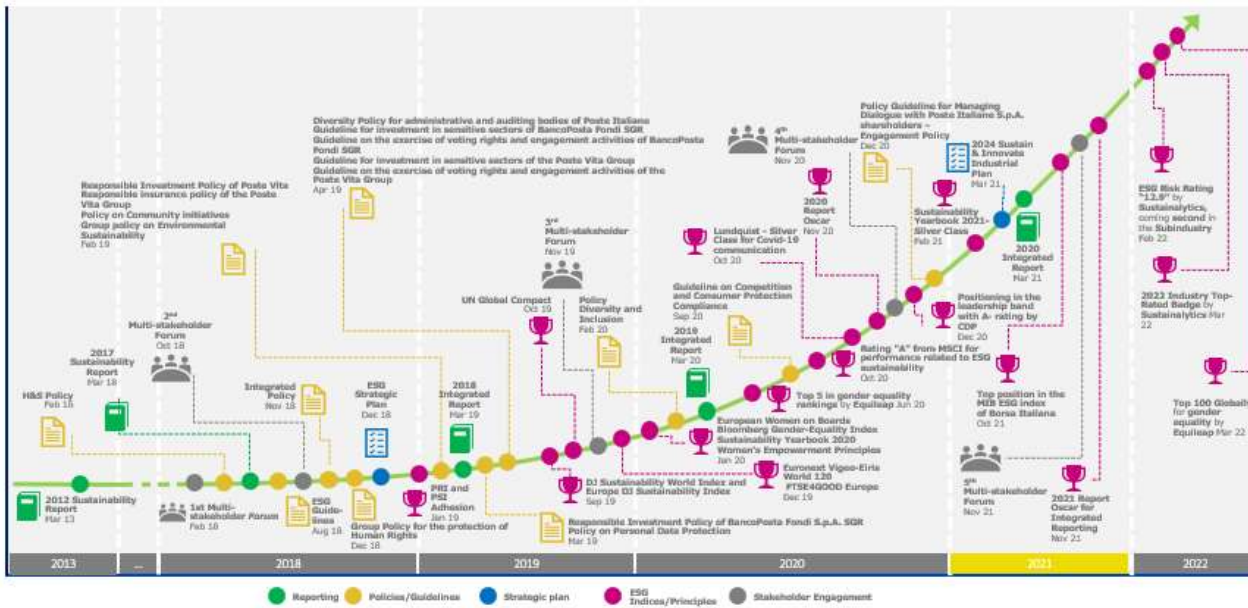 Diversity Policy for administrative and auditing bodies of Poste Italiane
Guideline for investment in sensitive sectors of BancoPosta Fondi SGR
Guideline on the exercise of voting rights and engagement activities of BancoPosta
Fondi SGR
Guideline for investment in sensitive sectors of the Poste Vita Group
Guideline on the exercise of voting rights and engagement activities of the
Poste Vita Group
Apr 19
Responsible Investment Policy of Poste Vita
Responsible insurance policy of the Poste
Vita Group
Policy on Community initiatives
Group policy on Environmental
Sustainability
Feb 19
2nd
Multi-stakeholder
Forum
Oct 18
2017
Sustainability
Report
Mar 18
H&S Policy
Feb 18
Integrated
Policy
Nov 18
ESG
Strategic
Plan
Dec 18
2018
Integrated
Report
Mar 19
2012 Sustainability
Report
Mar 13
1st Multi-
stakeholder Forum
Feb 18
ESG
Guide-
lines
Aug 18
Group Policy for the protection of
Human Rights
Dec 18
PRI and
PSI
Adhesion
Jan 19
Responsible Investment Policy of BancoPosta Fondi S.p.A. SGR
Policy on Personal Data Protection
Mar 19
3rd
Multi-stakeholder
Forum
Nov 19
UN Global Compact
Oct 19
Policy
Diversity and
Inclusion
Feb 20
DJ Sustainability World Index and
Europe DJ Sustainability Index
Sep 19
Euronext Vigeo-Eiris
World 120
FTSE4GOOD Europe
Dec 19
European Women on Boards
Bloomberg Gender-Equality Index
Sustainability Yearbook 2020
Women's Empowerment Principles
Jan 20
2019
Integrated
Report
Mar 20
Guideline on Competition
and Consumer Protection
Compliance
Sep 20
Lundquist - Silver
Class for Covid-19
communication
Oct 20
Top 5 in gender equality
rankings by Equileap Jun 20
Rating "A" from MSCI for
performance related to ESG
sustainability
Oct 20
4th
Multi-stakeholder
Forum
Nov 20
2020
Report
Oscar
Nov 20
Policy Guideline for Managing
Dialogue with Poste Italiane S.p.A.
sharsholders –
Engagement Policy
Dec 20
Positioning in the
leadership band
with A- rating by
CDP
Dec 20
Sustainability
Yearbook 2021-
Silver Class
Feb 21
2024 Sustain
& Innovate
Industrial
Plan
Mar 21
2020
Integrated
Report
Mar 21
Top position in the
MIB ESG index
of Borsa Italiana
Oct 21
5th
Multi-stakeholder
Forum
Nov 21
2021 Report
Oscar for
Integrated
Reporting
Nov 21
ESG Risk Rating
by
Sustainalytics,
coming second in
the Subindustry
Feb 22
Industry Top-
Rated Badge by
Sustainalytics Mar
22
Top 100 Globally
for gender
equality by
Equileap Mar 22
2013 ... 2018 2019 2020 2021 2022
Reporting Policies/Guidelines Strategic plan ESG Indices/Principles Stakeholder Engagement